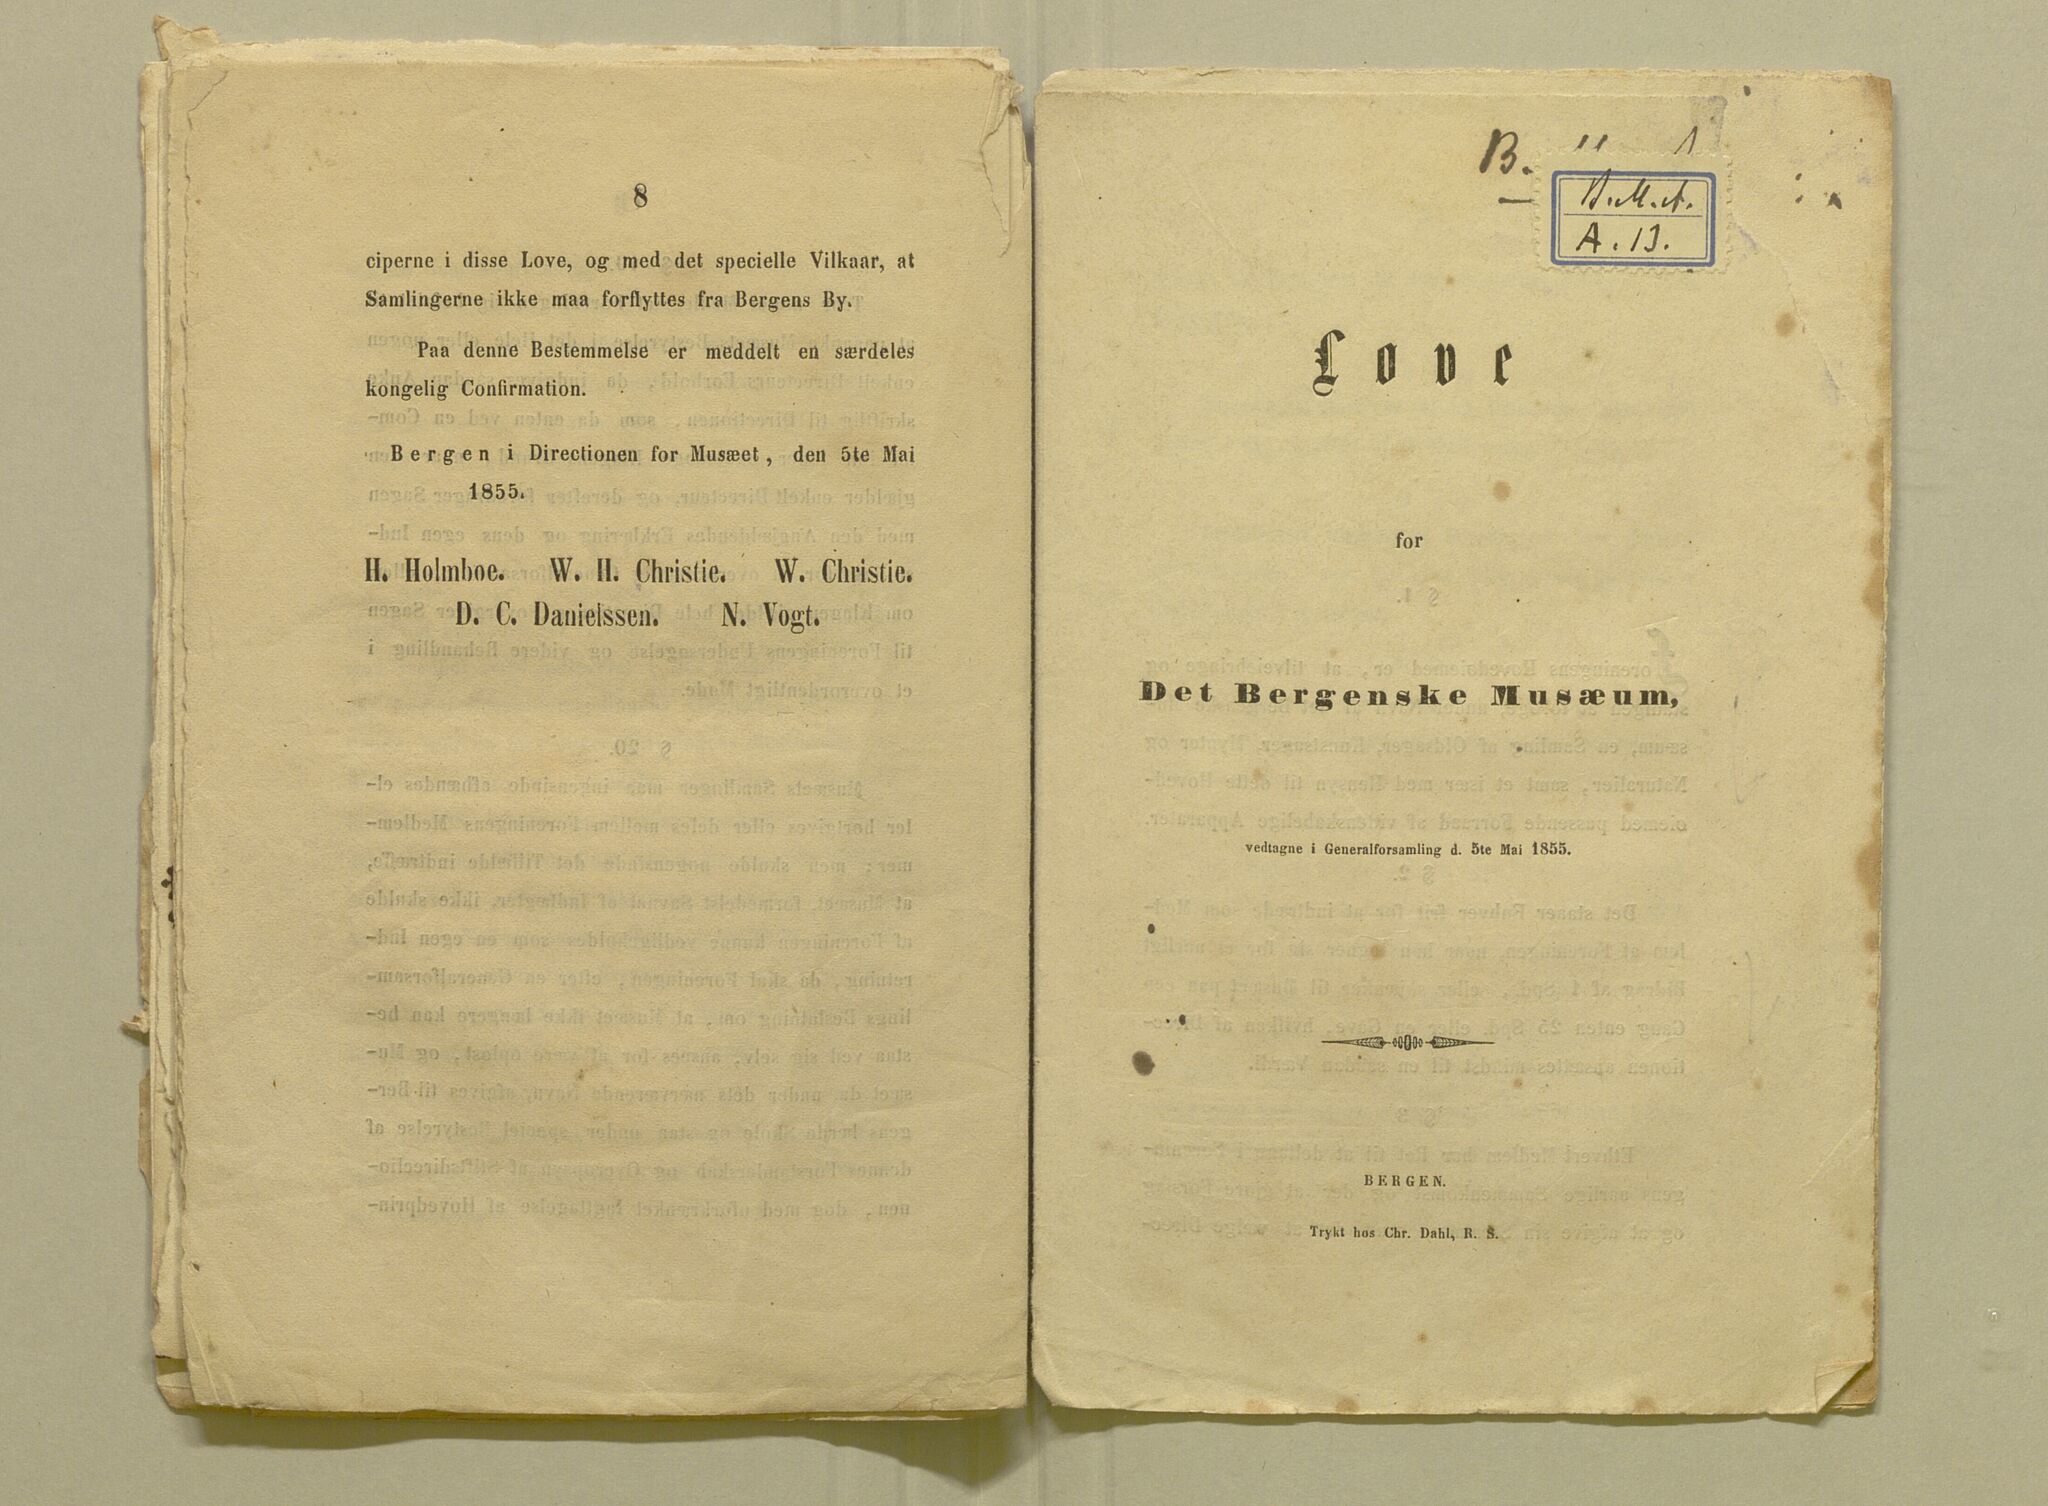 8
ciperne i disse Love, og med det specielle Vilkaar, at
Samlingerne ikke maa forflyttes fra Bergens By.
Paa denne Bestemmelse er meddelt en særdeles
kongelig Confirmation.
Bergen i Directionen for Musæet, den 5te Mai
1855.
H. Holmboe. W. H. Christie. W. Christie.
D. C. Danielssen. N. Vogt.
B.
B.M.A.
A. 13.
Love
for
Det Bergenske Musæum,
vedtagne i Generalforsamling d. 5te Mai 1855.
BERGEN.
Trykt hos Chr. Dahl, R. S.